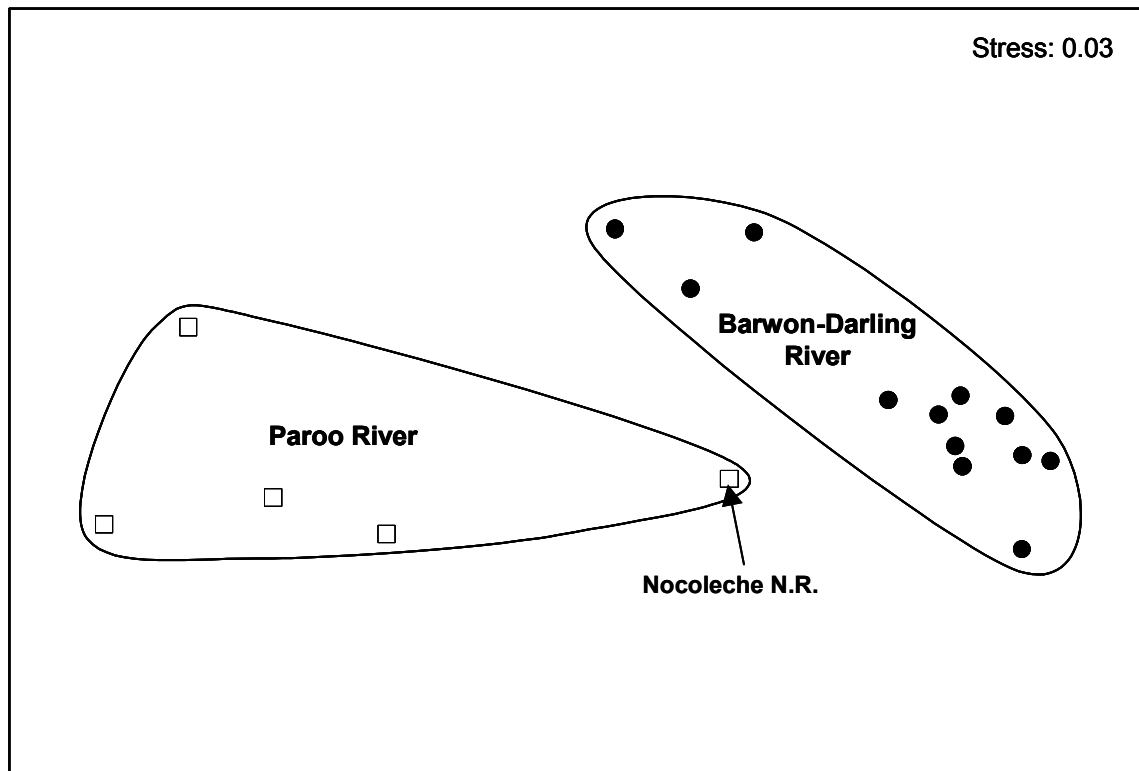 Stress: 0.03
Barwon-Darling
River
Paroo River
Nocoleche N.R.